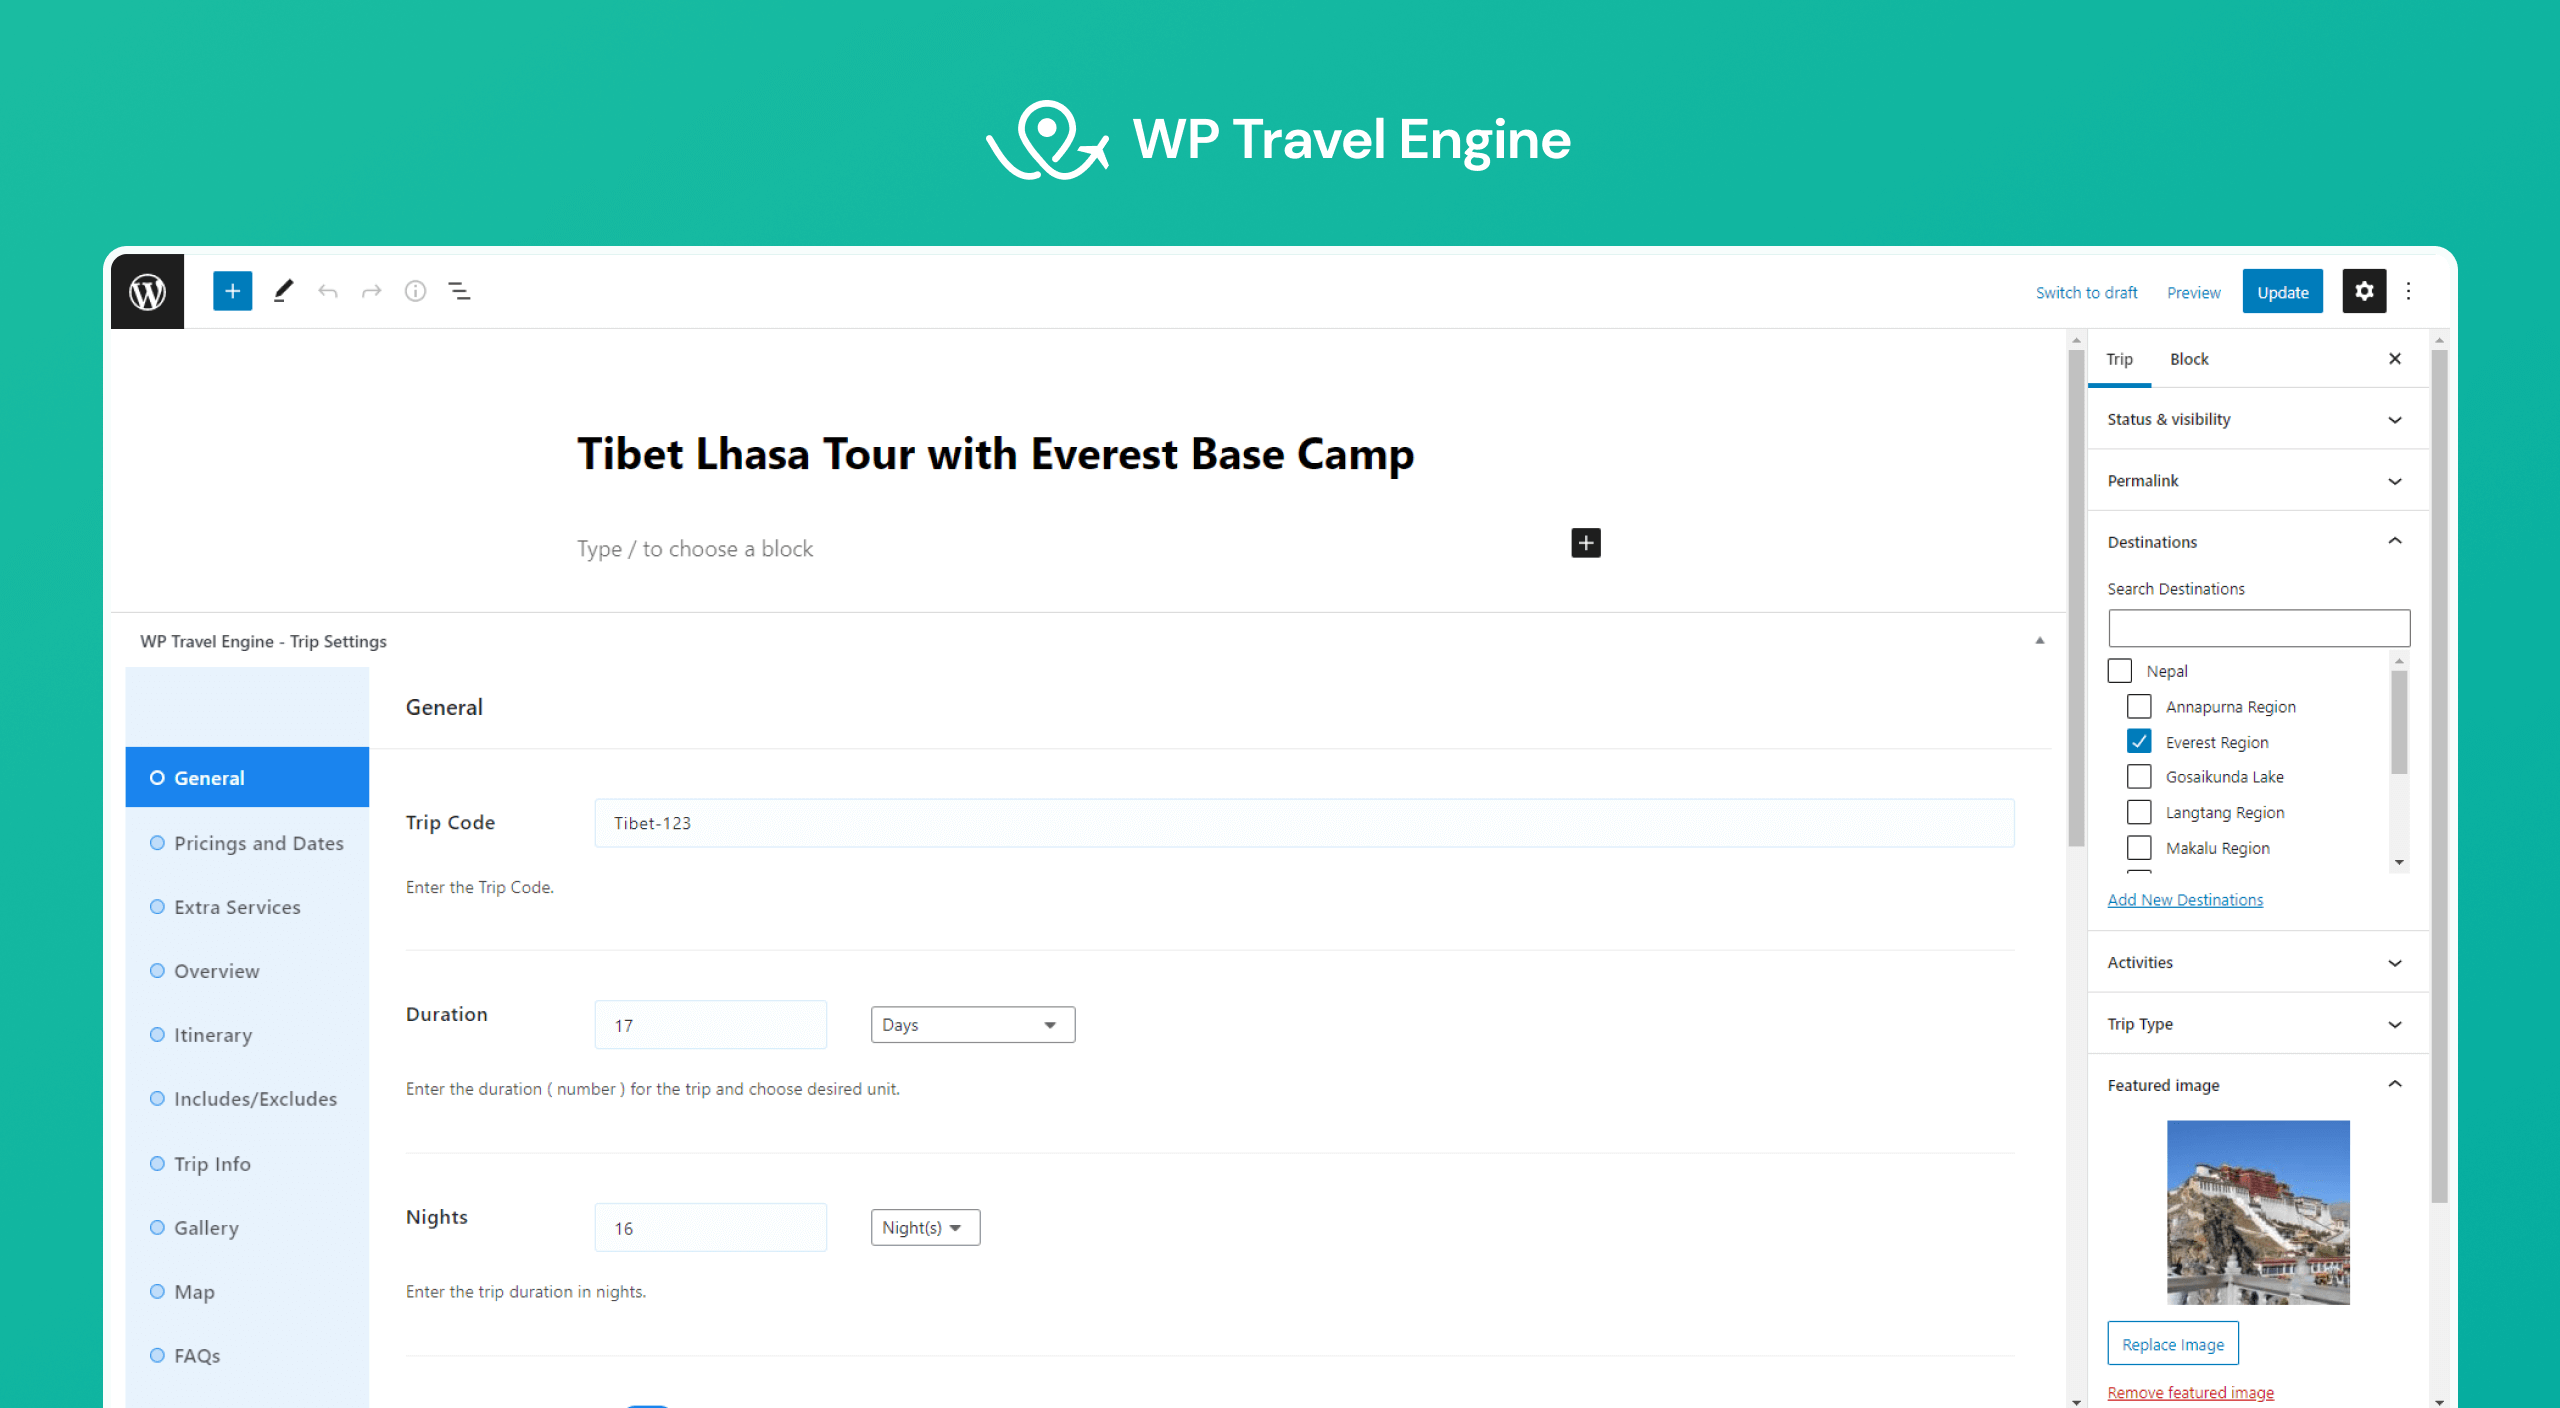 WP Travel Engine
Switch to draft
Preview
Update
Trip
Block
Tibet Lhasa Tour with Everest Base Camp
Type / to choose a block
WP Travel Engine - Trip Settings
General
Pricings and Dates
Extra Services
Overview
Itinerary
Includes/Excludes
Trip Info
Gallery
Map
FAQs
General
Trip Code
Tibet-123
Enter the Trip Code.
Duration
17
Days
Enter the duration ( number ) for the trip and choose desired unit.
Nights
16
Night(s)
Enter the trip duration in nights.
Status & visibility
Permalink
Destinations
Search Destinations
Nepal
Annapurna Region
Everest Region
Gosaikunda Lake
Langtang Region
Makalu Region
Add New Destinations
Activities
Trip Type
Featured image
Replace Image
Remove featured image